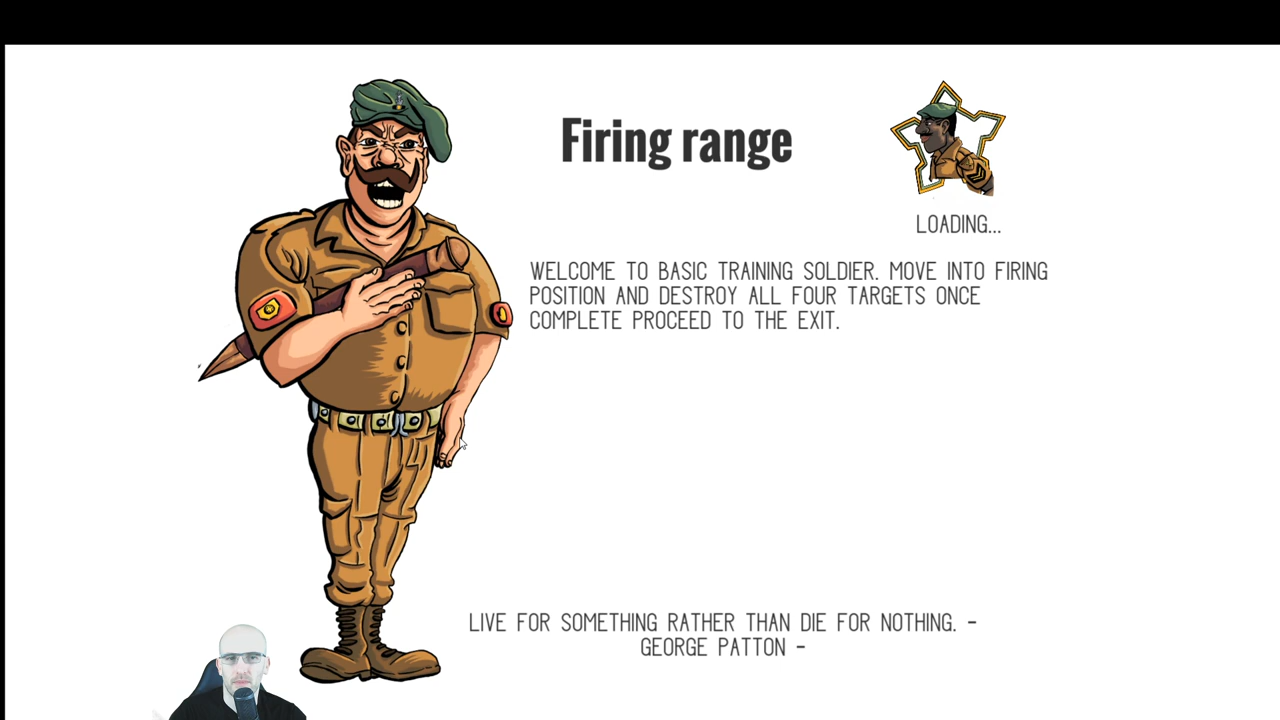 Firing range
LOADING...
WELCOME TO BASIC TRAINING SOLDIER. MOVE INTO FIRING
POSITION AND DESTROY ALL FOUR TARGETS ONCE
COMPLETE PROCEED TO THE EXIT.
LIVE FOR SOMETHING RATHER THAN DIE FOR NOTHING. -
GEORGE PATTON -